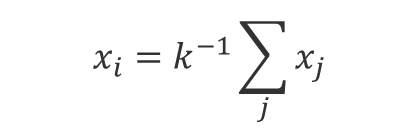 $x_i = k^{-1} \sum_j x_j$